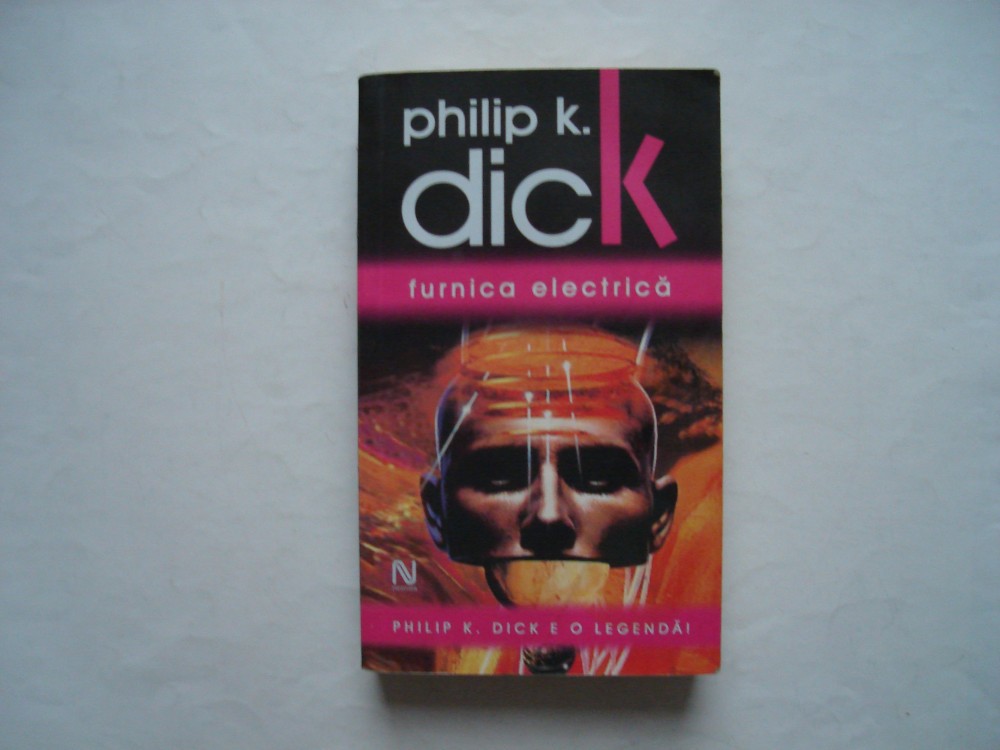 philip k.
dick
furnica electrică
PHILIP K. DICK E O LEGENDĂ!